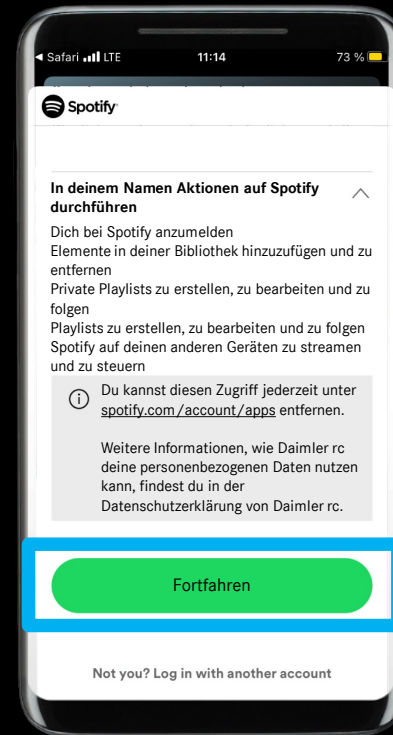 ◀ Safari LTE 11:14 73 %
Spotify
In deinem Namen Aktionen auf Spotify
durchführen
Dich bei Spotify anzumelden
Elemente in deiner Bibliothek hinzuzufügen und zu
entfernen
Private Playlists zu erstellen, zu bearbeiten und zu
folgen
Playlists zu erstellen, zu bearbeiten und zu folgen
Spotify auf deinen anderen Geräten zu streamen
und zu steuern
Du kannst diesen Zugriff jederzeit unter
spotify.com/account/apps entfernen.
Weitere Informationen, wie Daimler rc
deine personenbezogenen Daten nutzen
kann, findest du in der
Datenschutzerklärung von Daimler rc.
Fortfahren
Not you? Log in with another account